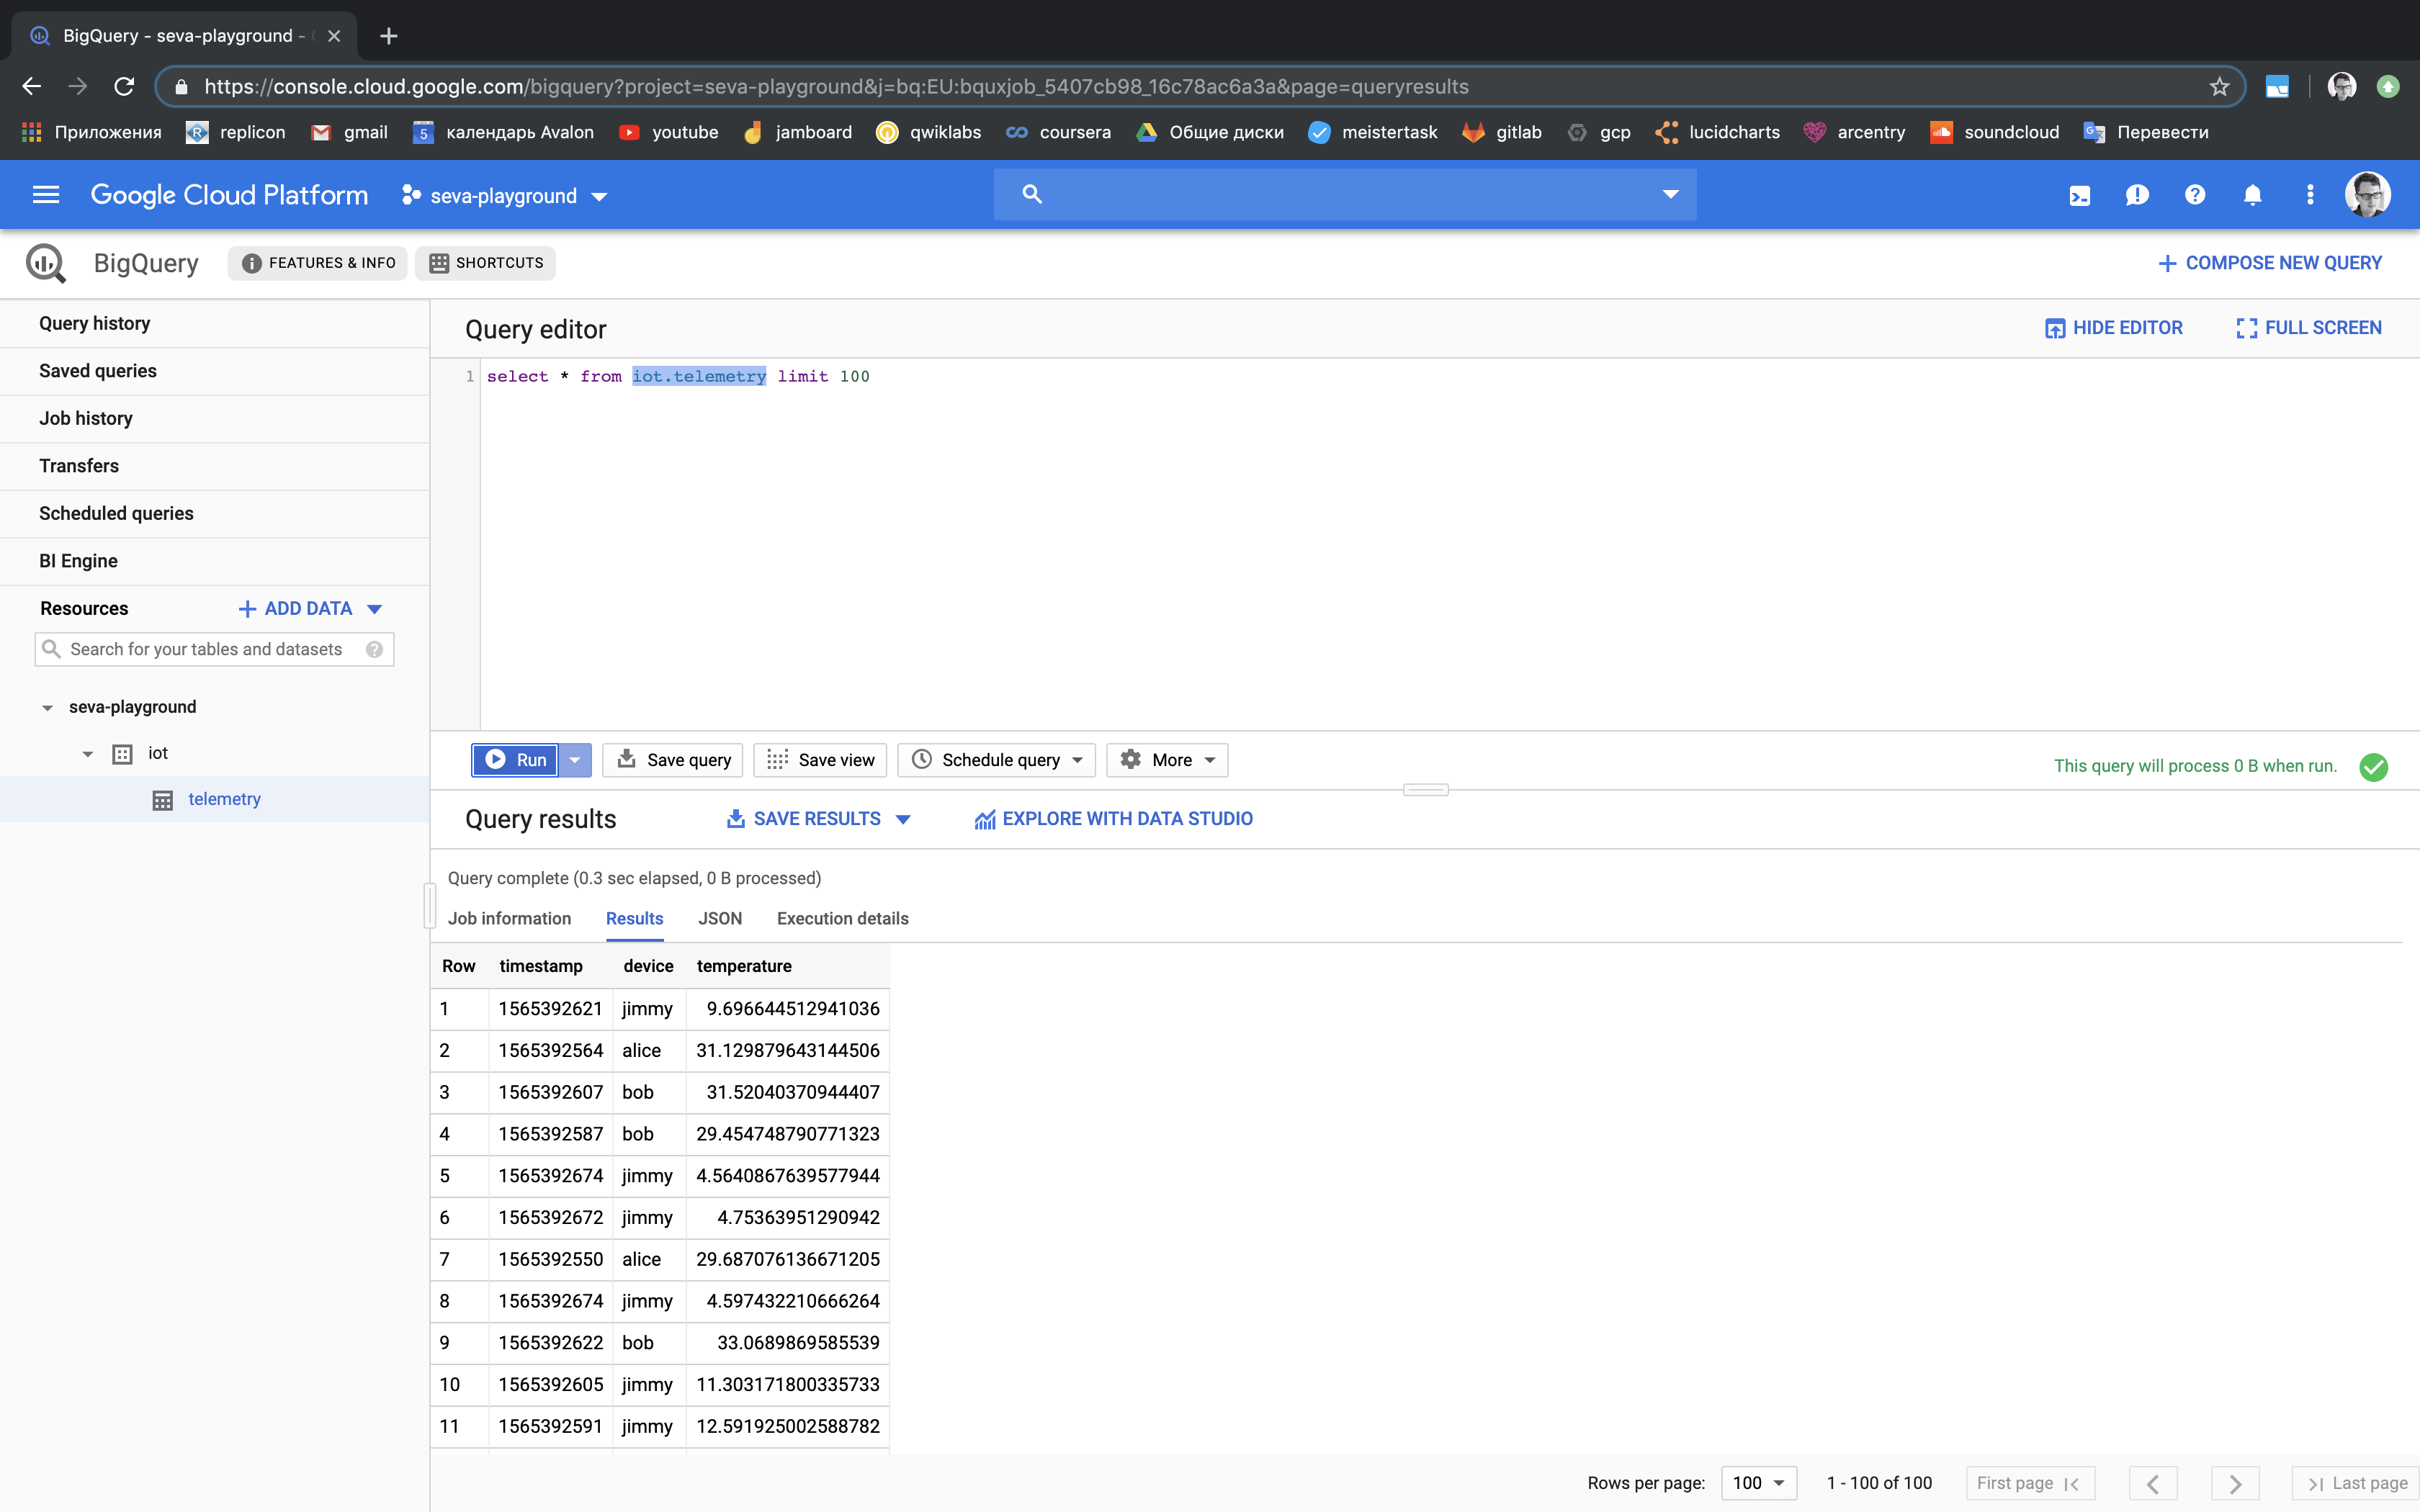 BigQuery - seva-playground -
https://console.cloud.google.com/bigquery?project=seva-playground&j=bq:EU:bquxjob_5407cb98_16c78ac6a3a&page=queryresults
Приложения replicon gmail 5 календарь Avalon youtube jamboard qwiklabs coursera Общие диски meistertask gitlab gcp lucidcharts arcentry soundcloud Перевести
Google Cloud Platform seva-playground
BigQuery FEATURES & INFO SHORTCUTS COMPOSE NEW QUERY
Query history
Saved queries
Job history
Transfers
Scheduled queries
BI Engine
Resources ADD DATA
Search for your tables and datasets
seva-playground
iot
telemetry
Query editor HIDE EDITOR FULL SCREEN
1 select * from iot.telemetry limit 100
Run Save query Save view Schedule query More This query will process 0 B when run.
Query results SAVE RESULTS EXPLORE WITH DATA STUDIO
Query complete (0.3 sec elapsed, 0 B processed)
Job information Results JSON Execution details
Row timestamp device temperature
1 1565392621 jimmy 9.696644512941036
2 1565392564 alice 31.129879643144506
3 1565392607 bob 31.52040370944407
4 1565392587 bob 29.454748790771323
5 1565392674 jimmy 4.5640867639577944
6 1565392672 jimmy 4.75363951290942
7 1565392550 alice 29.687076136671205
8 1565392674 jimmy 4.597432210666264
9 1565392622 bob 33.0689869585539
10 1565392605 jimmy 11.303171800335733
11 1565392591 jimmy 12.591925002588782
Rows per page: 100 1 - 100 of 100 First page Last page